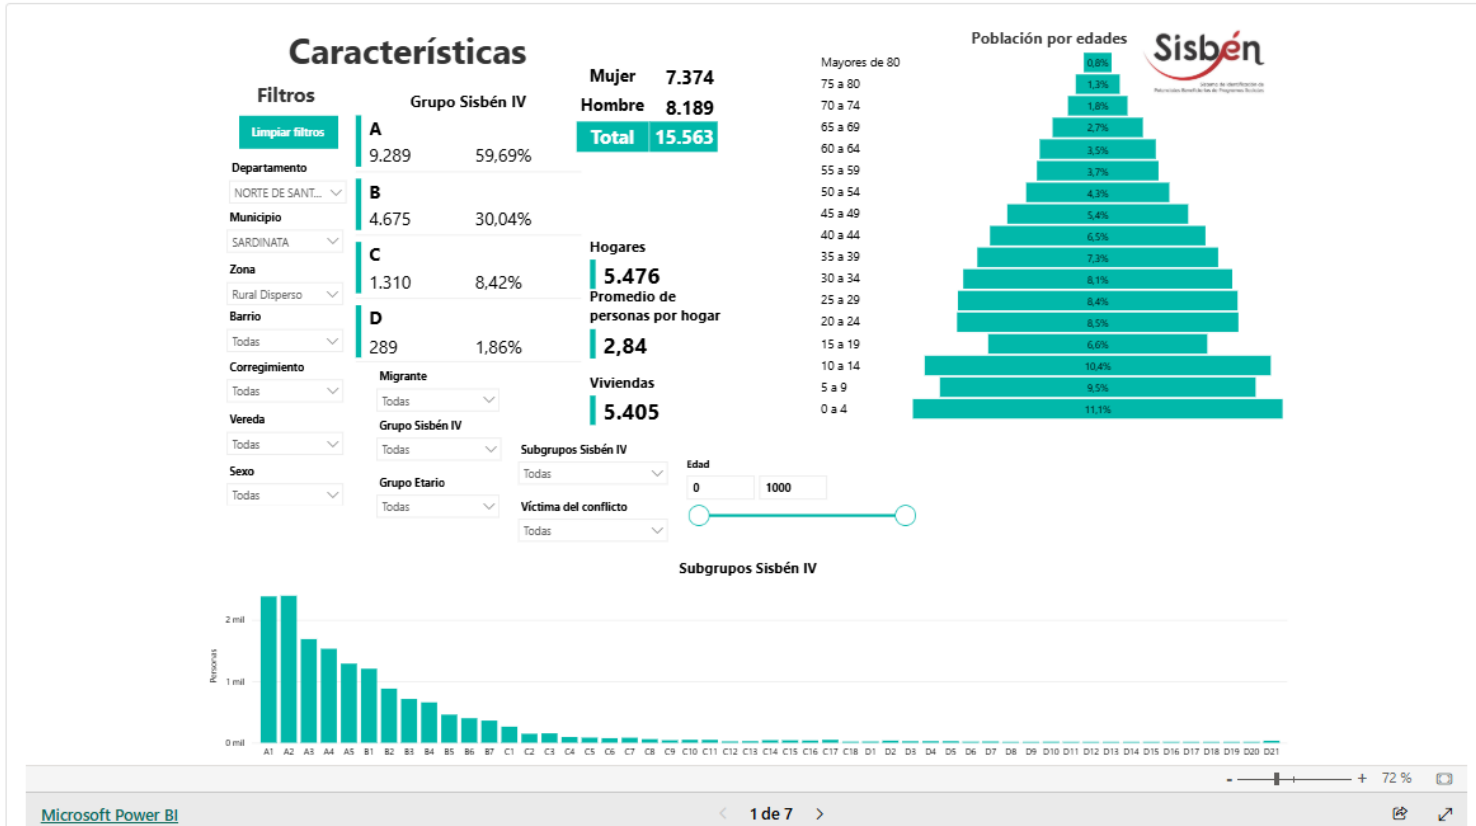 Características
Filtros
Limpiar filtros
Departamento
NORTE DE SANT...
Municipio
SARDINATA
Zona
Rural Disperso
Barrio
Todas
Corregimiento
Todas
Vereda
Todas
Sexo
Todas
Grupo Sisbén IV
A
9.289 59,69%
B
4.675 30,04%
C
1.310 8,42%
D
289 1,86%
Migrante
Todas
Grupo Sisbén IV
Todas
Grupo Etario
Todas
Mujer 7.374
Hombre 8.189
Total 15.563
Hogares
5.476
Promedio de
personas por hogar
2,84
Viviendas
5.405
Subgrupos Sisbén IV
Todas
Víctima del conflicto
Todas
Edad
0 1000
Población por edades
Sisbén
Sistema de Identificación de
Potenciales Beneficiarios de Programas Sociales
Mayores de 80 0,8%
75 a 80 1,3%
70 a 74 1,8%
65 a 69 2,7%
60 a 64 3,5%
55 a 59 3,7%
50 a 54 4,3%
45 a 49 5,4%
40 a 44 6,5%
35 a 39 7,3%
30 a 34 8,1%
25 a 29 8,4%
20 a 24 8,5%
15 a 19 6,6%
10 a 14 10,4%
5 a 9 9,5%
0 a 4 11,1%
Subgrupos Sisbén IV
Personas
2 mil
1 mil
0 mil
A1 A2 A3 A4 A5 B1 B2 B3 B4 B5 B6 B7 C1 C2 C3 C4 C5 C6 C7 C8 C9 C10 C11 C12 C13 C14 C15 C16 C17 C18 D1 D2 D3 D4 D5 D6 D7 D8 D9 D10 D11 D12 D13 D14 D15 D16 D17 D18 D19 D20 D21
- + 72 %
Microsoft Power BI
1 de 7